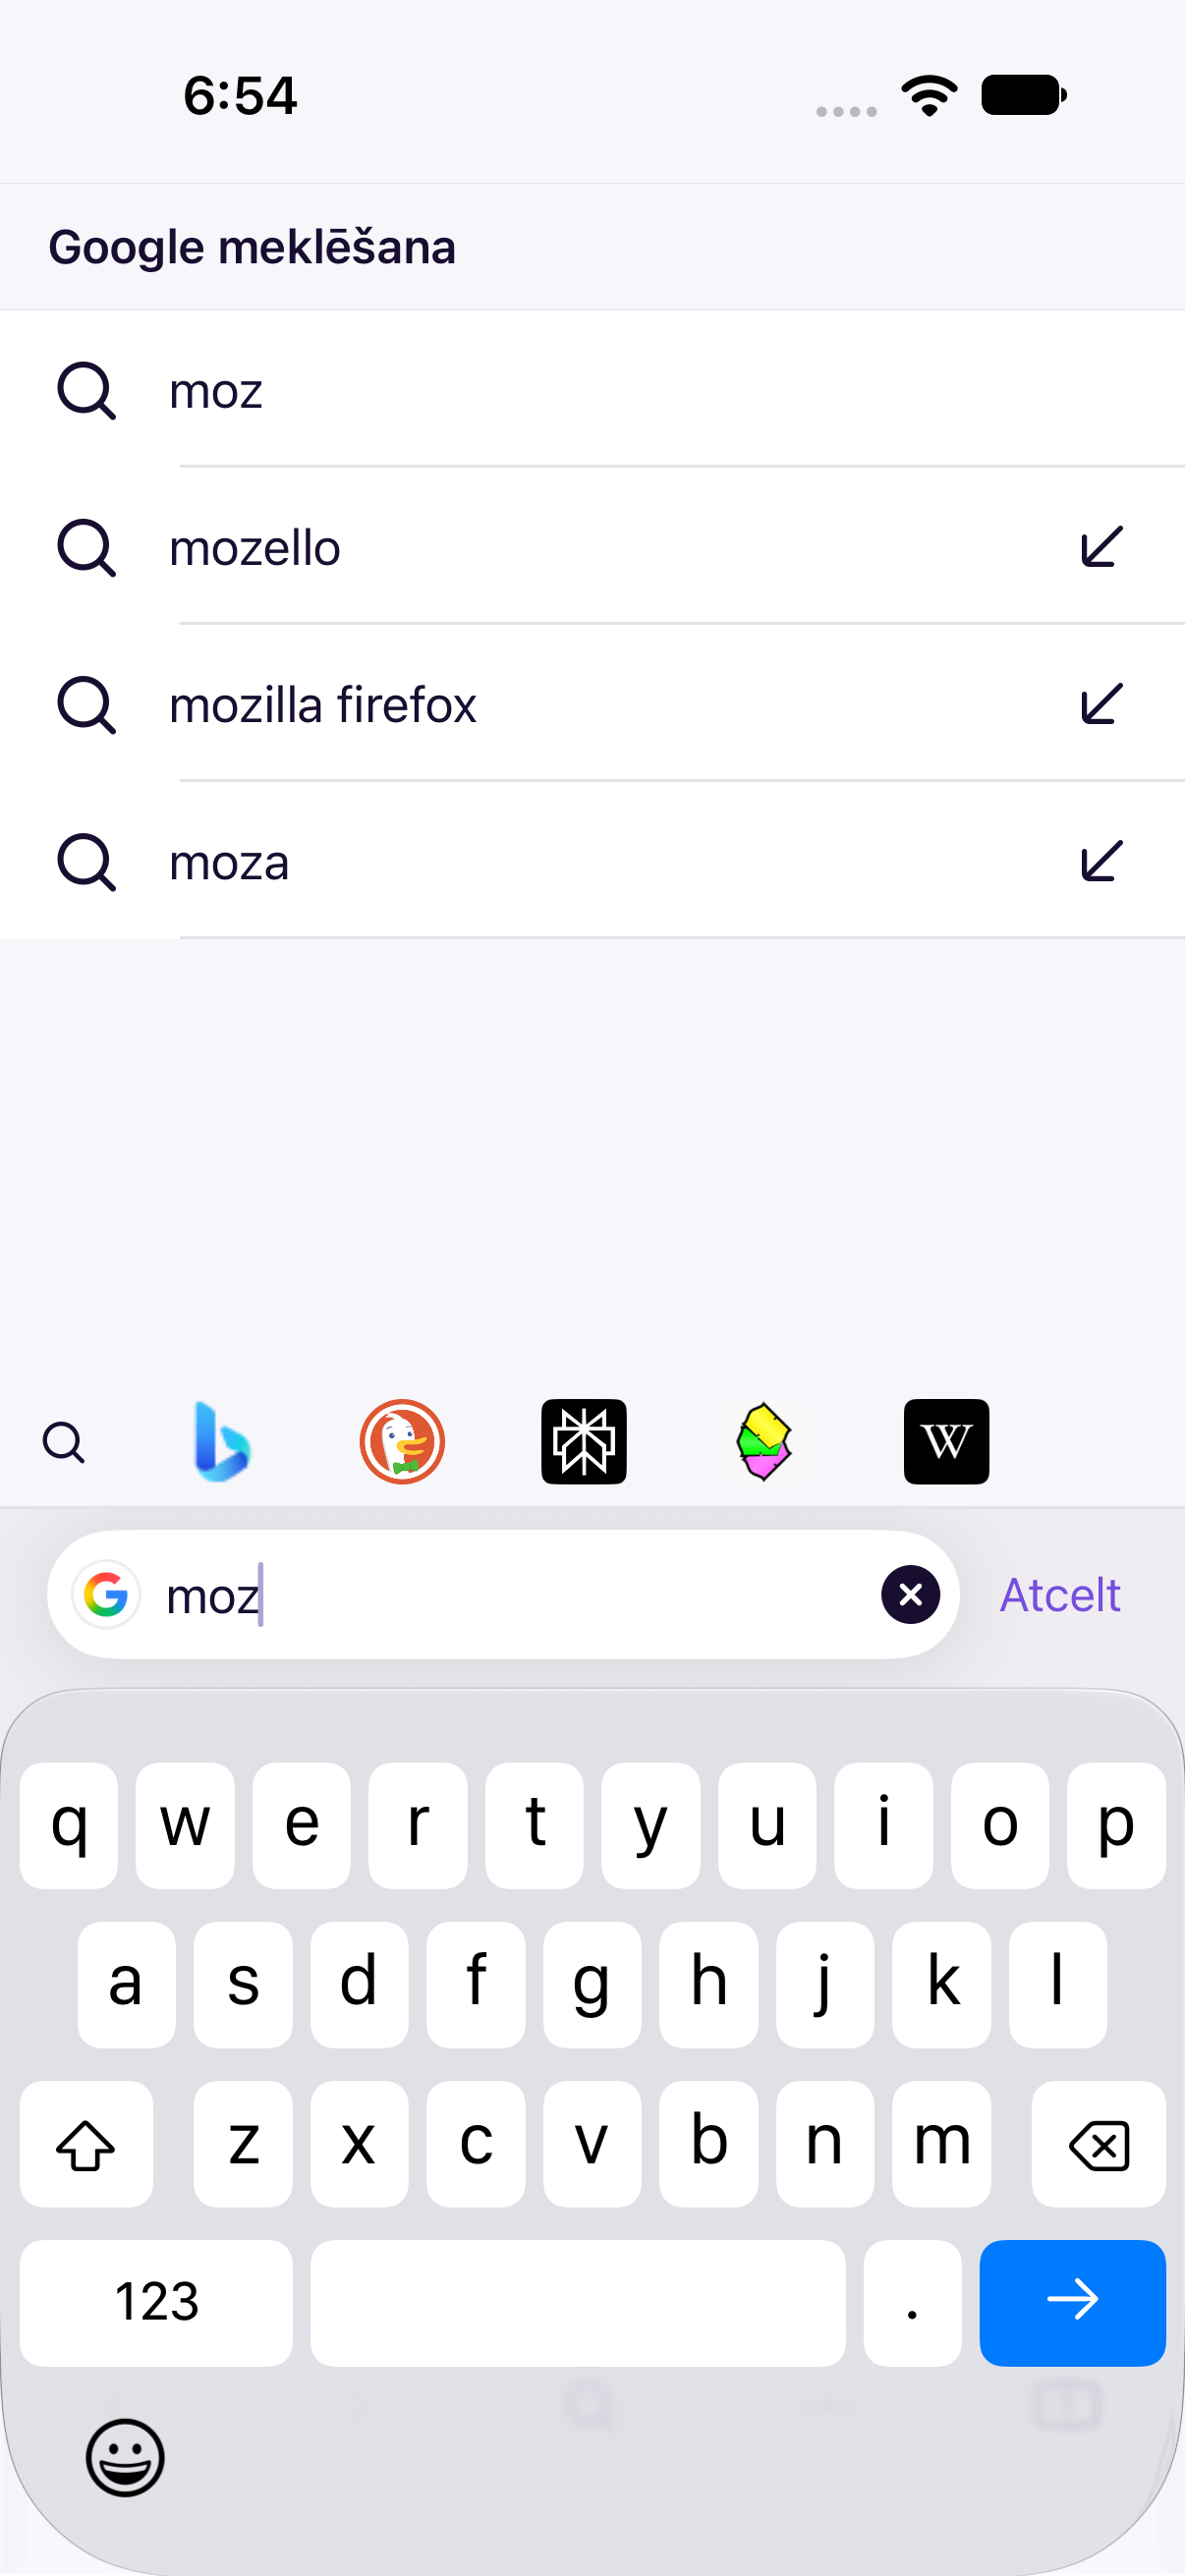 6:54
Google meklēšana
moz
mozello
mozilla firefox
moza
W
moz
Atcelt
q w e r t y u i o p
a s d f g h j k l
z x c v b n m
123 .